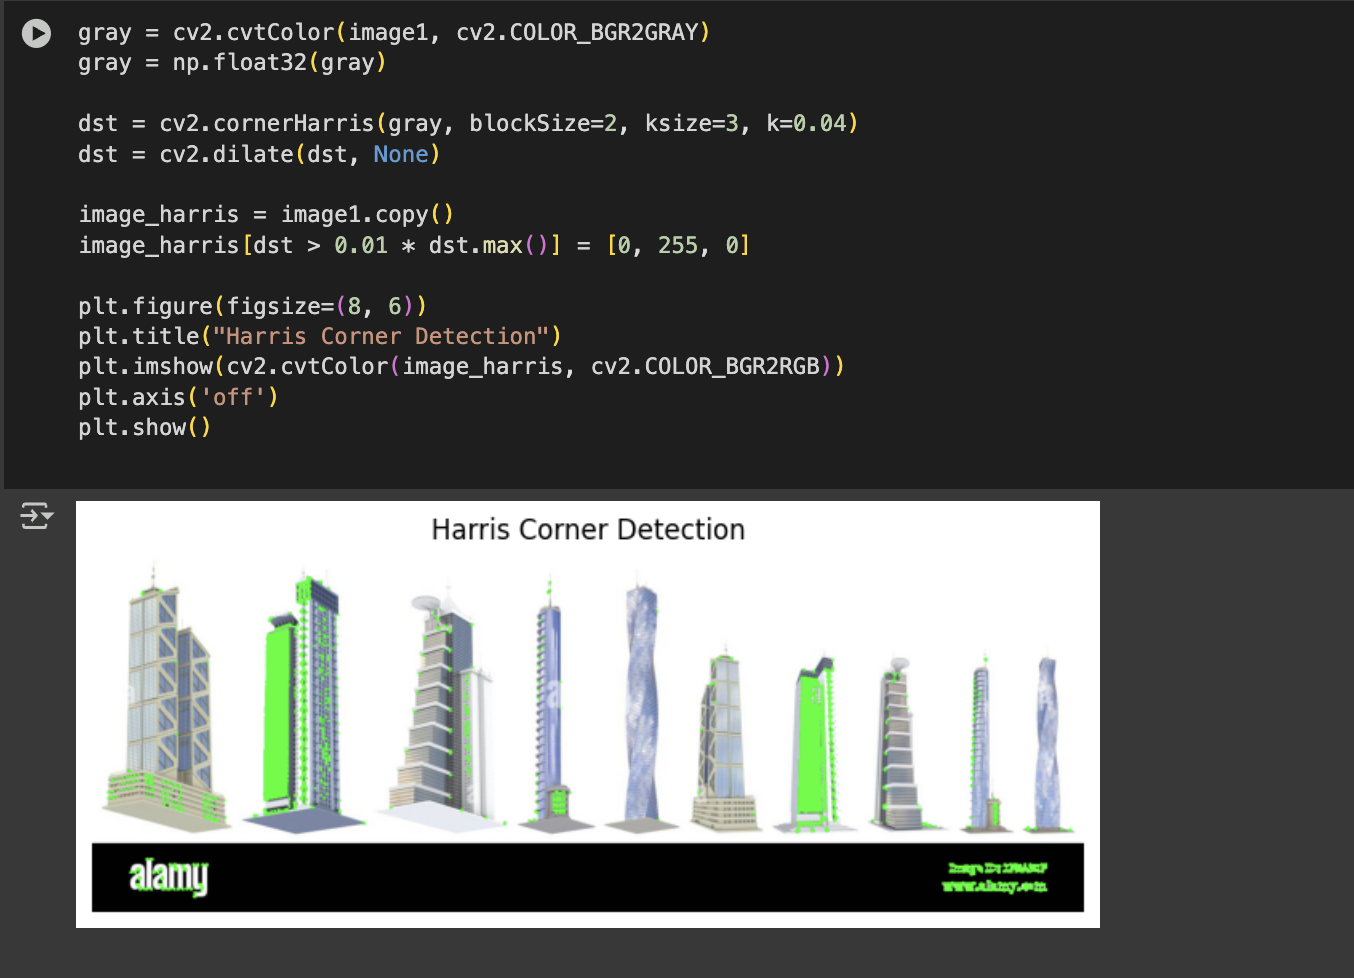 gray = cv2.cvtColor(image1, cv2.COLOR_BGR2GRAY)
gray = np.float32(gray)
dst = cv2.cornerHarris(gray, blockSize=2, ksize=3, k=0.04)
dst = cv2.dilate(dst, None)
image_harris = image1.copy()
image_harris[dst > 0.01 * dst.max()] = [0, 255, 0]
plt.figure(figsize=(8, 6))
plt.title("Harris Corner Detection")
plt.imshow(cv2.cvtColor(image_harris, cv2.COLOR_BGR2RGB))
plt.axis('off')
plt.show()
Harris Corner Detection
a
alamy
Image ID:
www.alamy.com